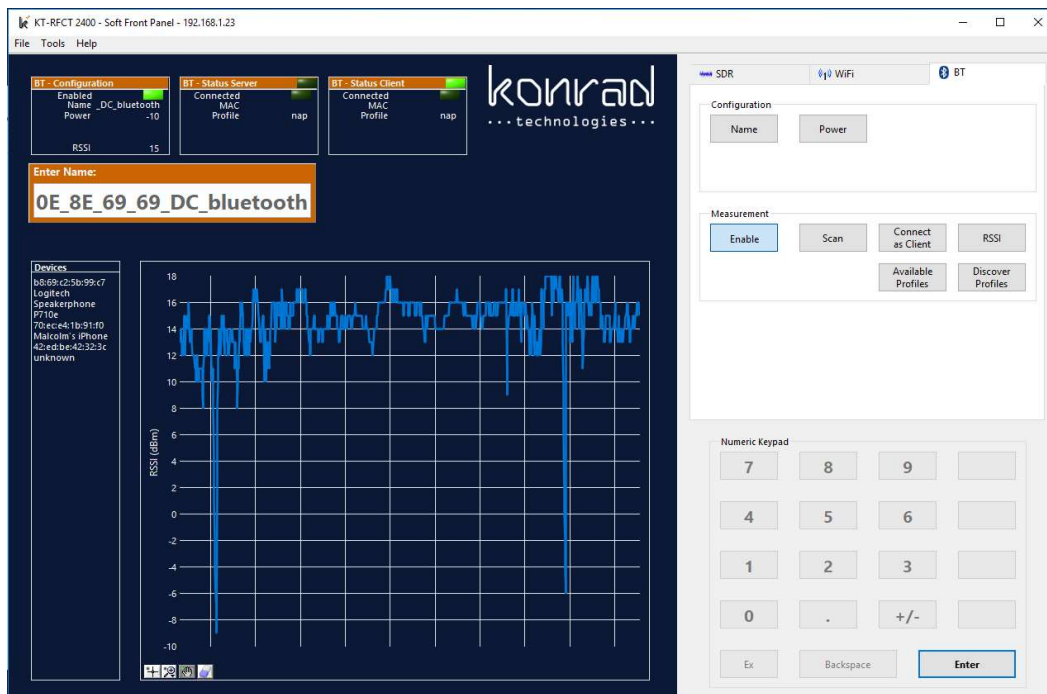 KT-RFCT 2400 - Soft Front Panel - 192.168.1.23
File Tools Help
BT - Configuration
Enabled
Name _DC_bluetooth
Power -10
RSSI 15
BT - Status Server
Connected
MAC
Profile nap
BT - Status Client
Connected
MAC
Profile nap
konrad
...technologies...
Enter Name:
0E_8E_69_69_DC_bluetooth
Devices
b8:69:c2:5b:99:c7
Logitech
Speakerphone
P710e
70:ec:e4:1b:91:f0
Malcolm's iPhone
42:ed:be:42:32:3c
unknown
RSSI (dBm)
18
16
14
12
10
8
6
4
2
0
-2
-4
-6
-8
-10
SDR
WiFi
BT
Configuration
Name Power
Measurement
Enable Scan Connect as Client RSSI
Available Profiles Discover Profiles
Numeric Keypad
7 8 9
4 5 6
1 2 3
0 . +/-
Ex Backspace Enter